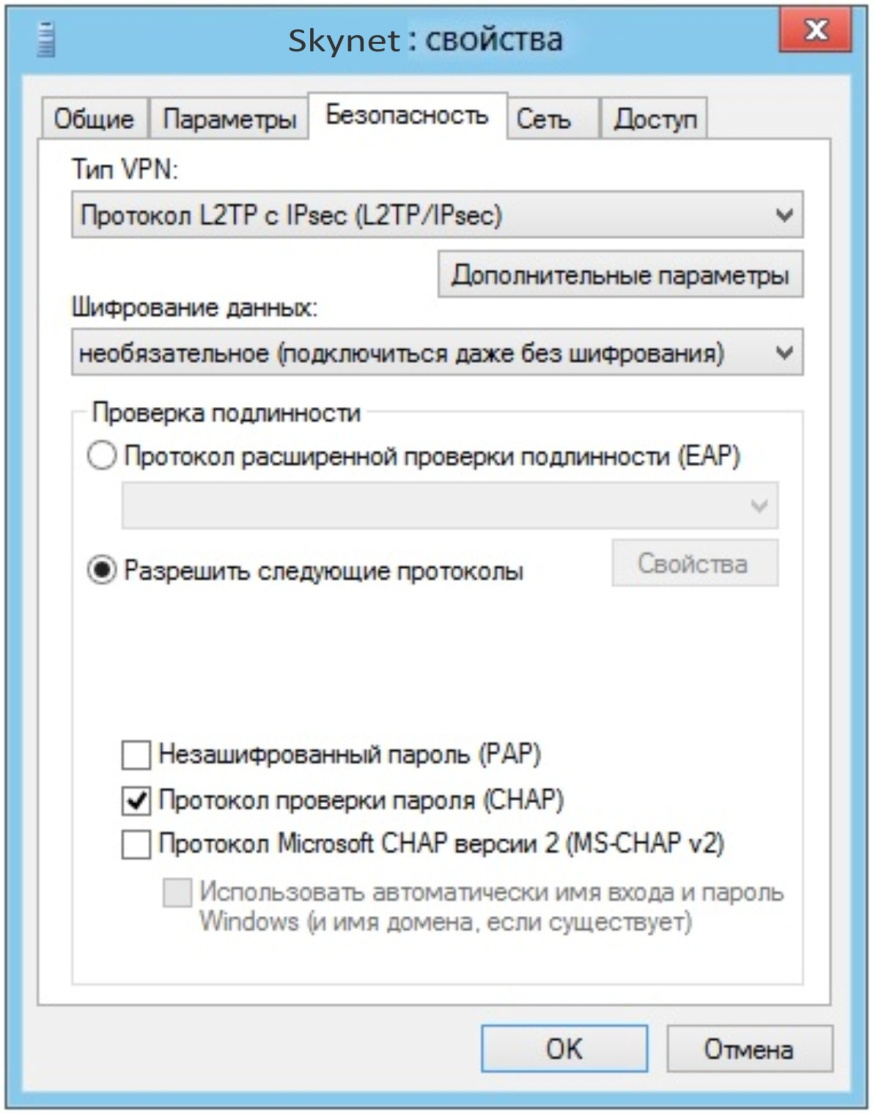 Skynet : свойства
Общие
Параметры
Безопасность
Сеть
Доступ
Тип VPN:
Протокол L2TP с IPsec (L2TP/IPsec)
Дополнительные параметры
Шифрование данных:
необязательное (подключиться даже без шифрования)
Проверка подлинности
Протокол расширенной проверки подлинности (EAP)
Разрешить следующие протоколы
Свойства
Незашифрованный пароль (PAP)
Протокол проверки пароля (CHAP)
Протокол Microsoft CHAP версии 2 (MS-CHAP v2)
Использовать автоматически имя входа и пароль
Windows (и имя домена, если существует)
OK
Отмена